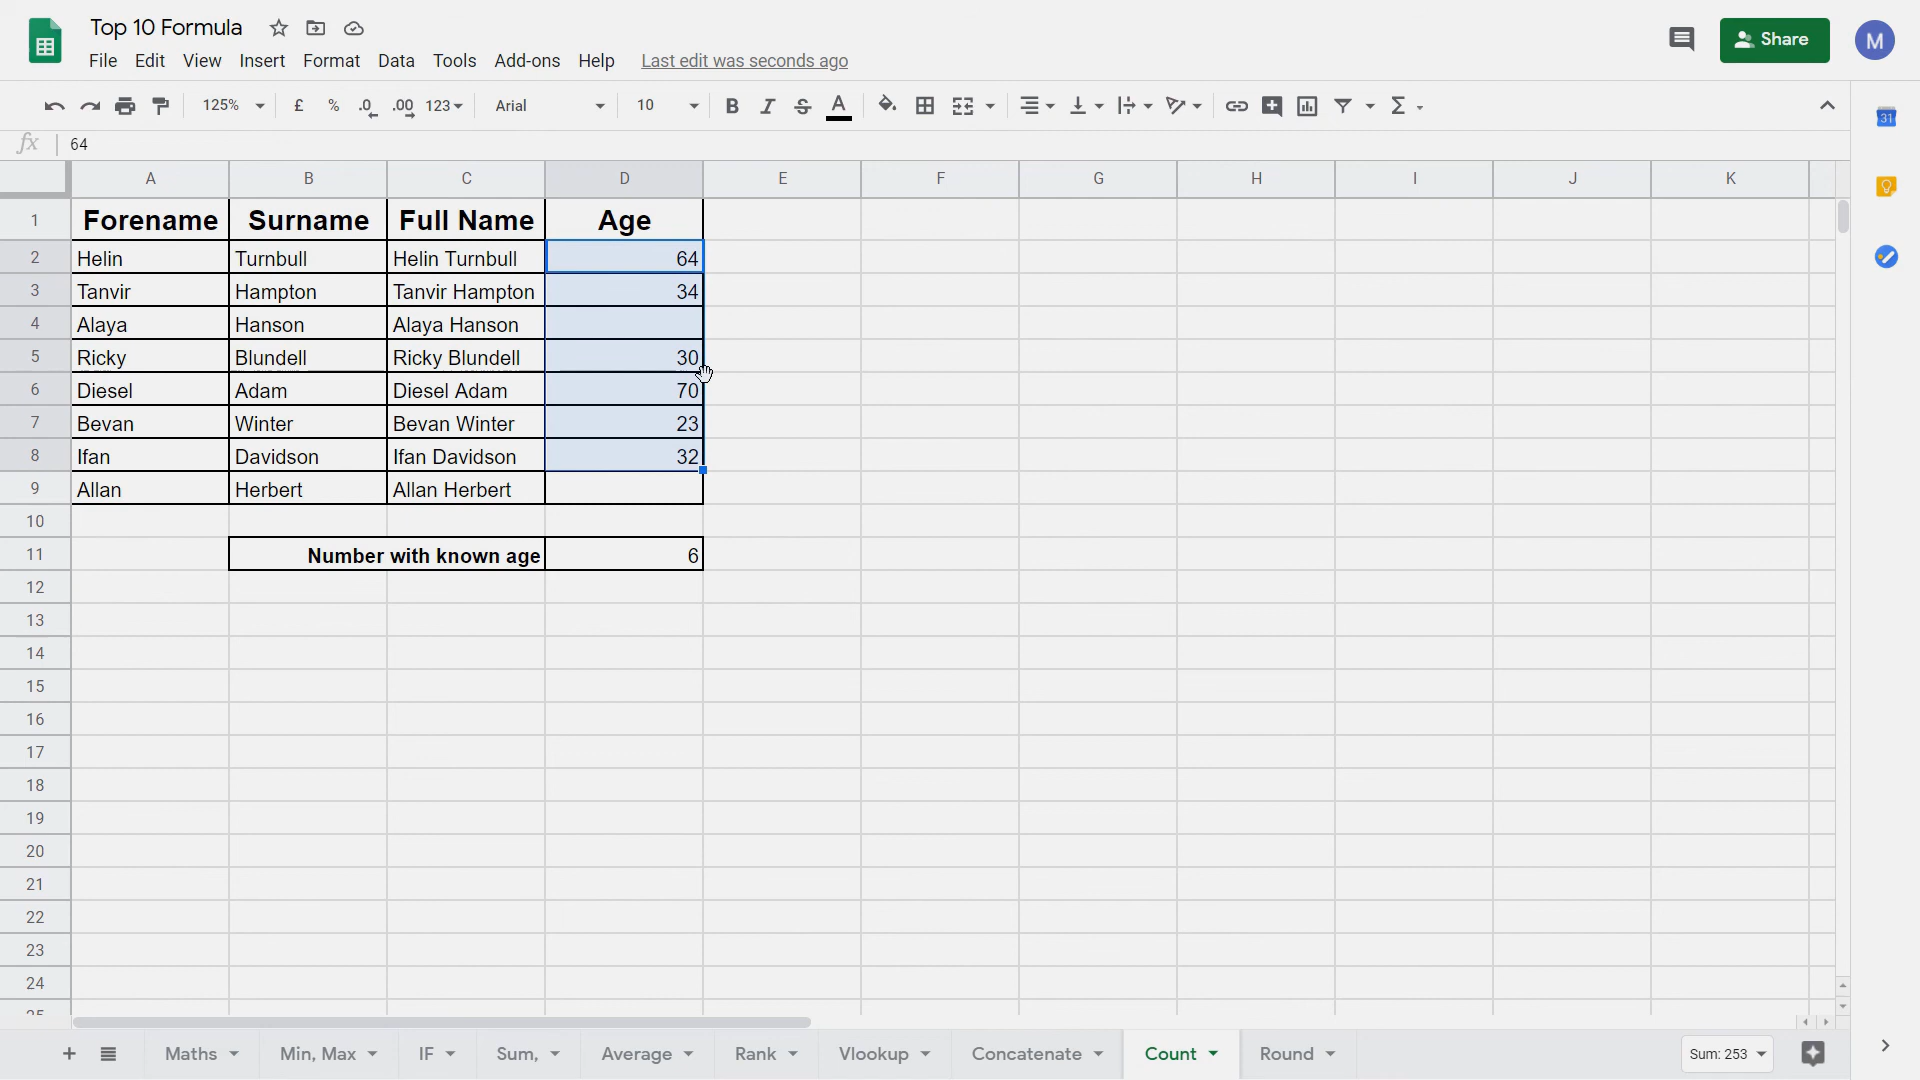 Top 10 Formula
File Edit View Insert Format Data Tools Add-ons Help Last edit was seconds ago
Share
M
125% £ % .0 .00 123 Arial 10 B I S A Σ
31
fx 64
A B C D E F G H I J K
1 Forename Surname Full Name Age
2 Helin Turnbull Helin Turnbull 64
3 Tanvir Hampton Tanvir Hampton 34
4 Alaya Hanson Alaya Hanson
5 Ricky Blundell Ricky Blundell 30
6 Diesel Adam Diesel Adam 70
7 Bevan Winter Bevan Winter 23
8 Ifan Davidson Ifan Davidson 32
9 Allan Herbert Allan Herbert
10
11 Number with known age 6
12
13
14
15
16
17
18
19
20
21
22
23
24
25
+ Maths Min, Max IF Sum, Average Rank Vlookup Concatenate Count Round Sum: 253